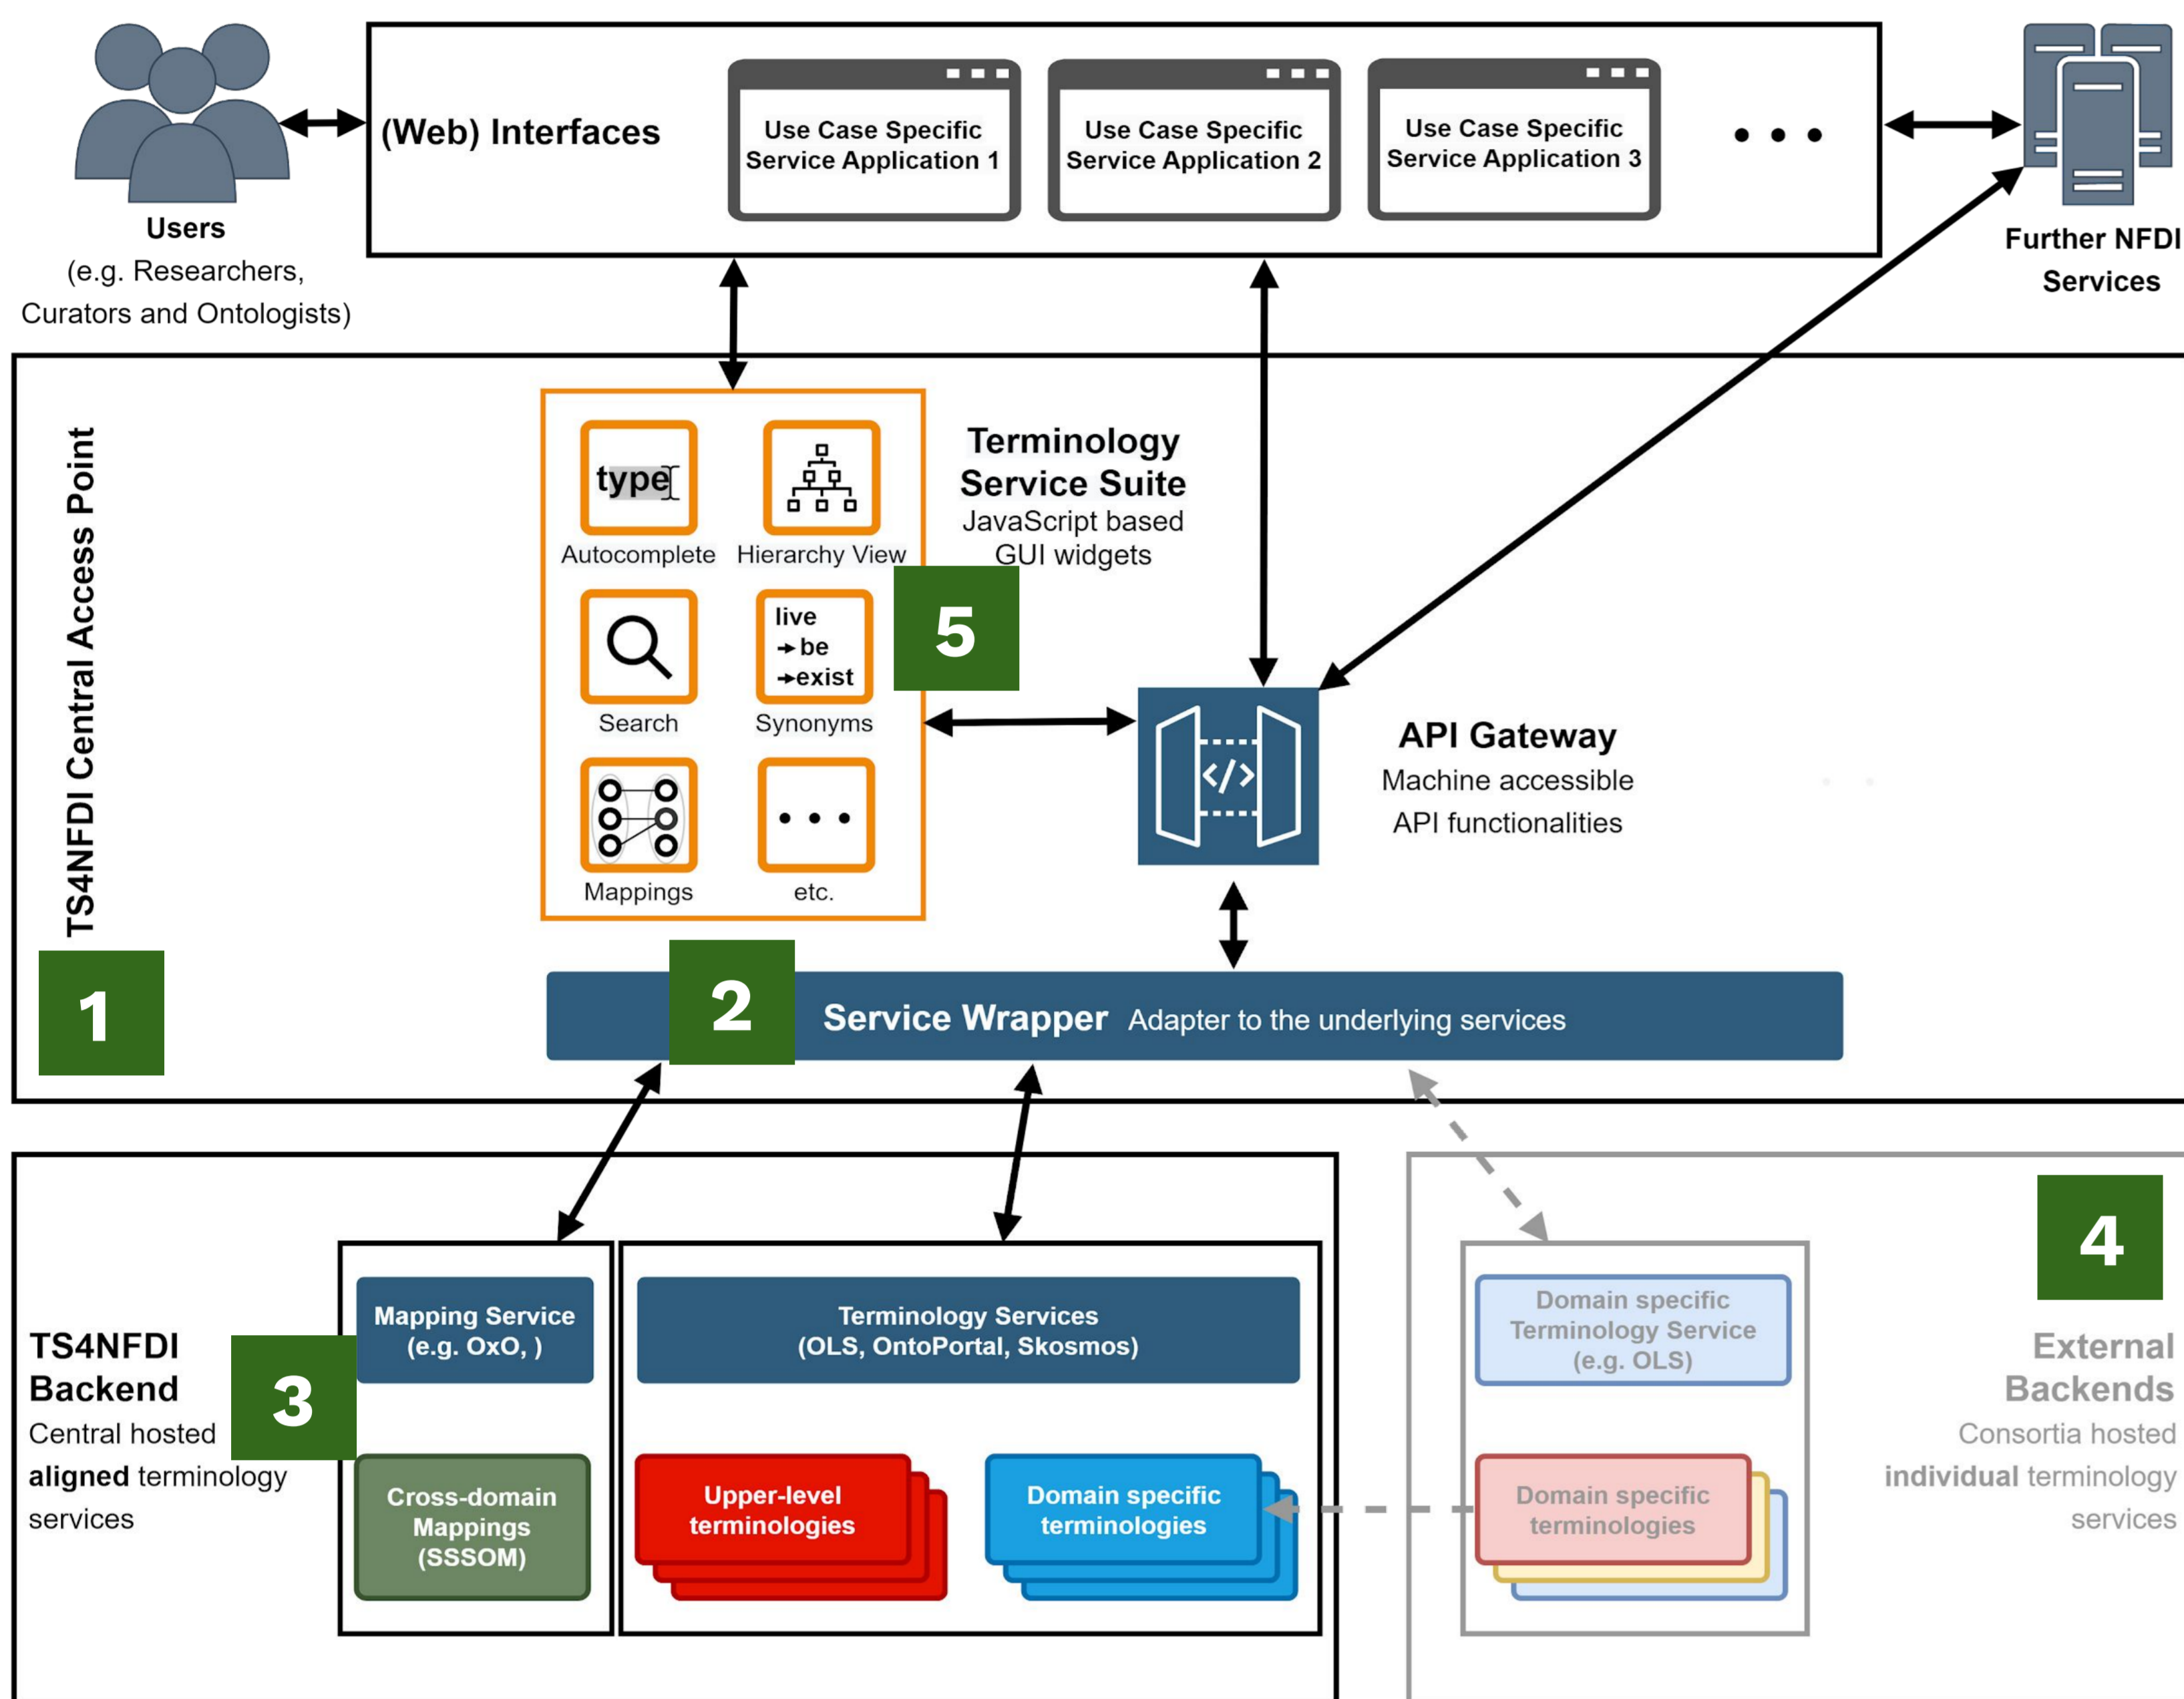 (Web) Interfaces
Use Case Specific
Service Application 1
Use Case Specific
Service Application 2
Use Case Specific
Service Application 3
Users
(e.g. Researchers,
Curators and Ontologists)
Further NFDI
Services
TS4NFDI Central Access Point
1
type
Autocomplete
Hierarchy View
Search
live
→be
→exist
Synonyms
Mappings
etc.
5
Terminology
Service Suite
JavaScript based
GUI widgets
</>
API Gateway
Machine accessible
API functionalities
2
Service Wrapper Adapter to the underlying services
TS4NFDI
Backend
Central hosted
aligned terminology
services
3
Mapping Service
(e.g. OxO, )
Cross-domain
Mappings
(SSSOM)
Terminology Services
(OLS, OntoPortal, Skosmos)
Upper-level
terminologies
Domain specific
terminologies
Domain specific
Terminology Service
(e.g. OLS)
Domain specific
terminologies
4
External
Backends
Consortia hosted
individual terminology
services